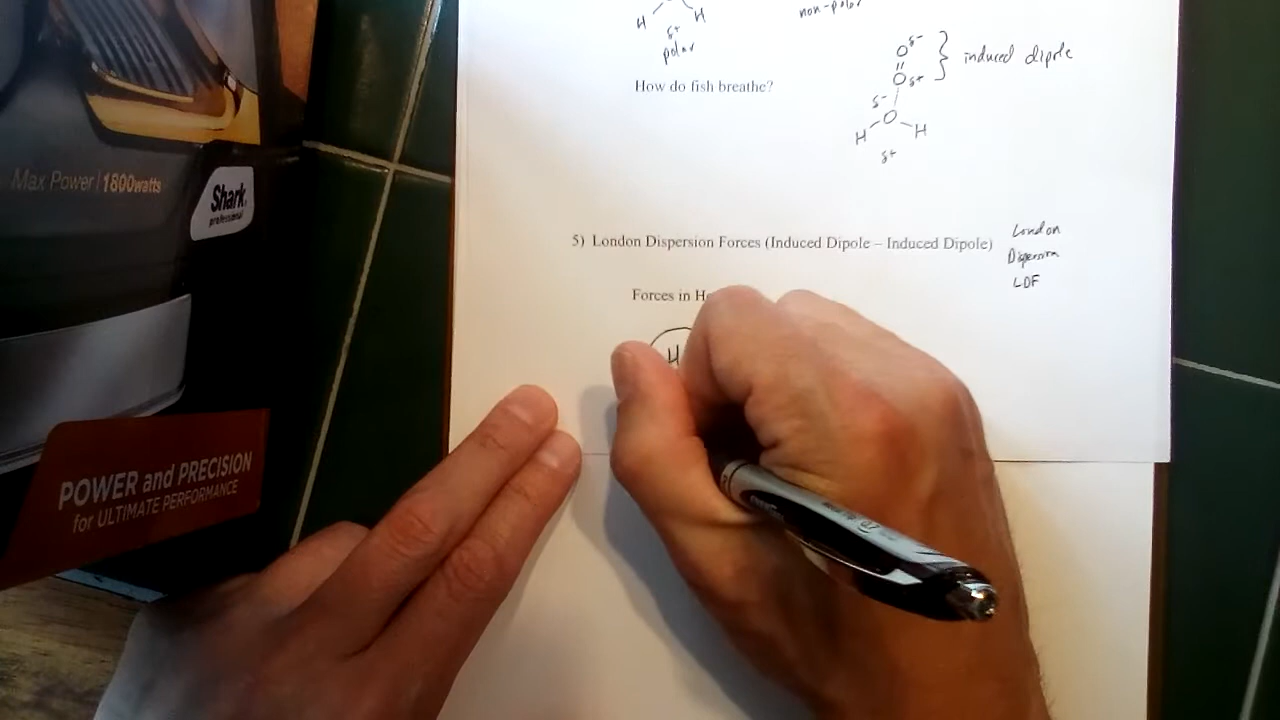 H H
δ+
polar
non-polar
How do fish breathe?
O δ-
O δ+
} induced dipole
δ-
O
H H
δ+
5) London Dispersion Forces (Induced Dipole – Induced Dipole)
London
Dispersion
LDF
Forces in He
H
Max Power | 1800watts
Shark
professional
POWER and PRECISION
for ULTIMATE PERFORMANCE